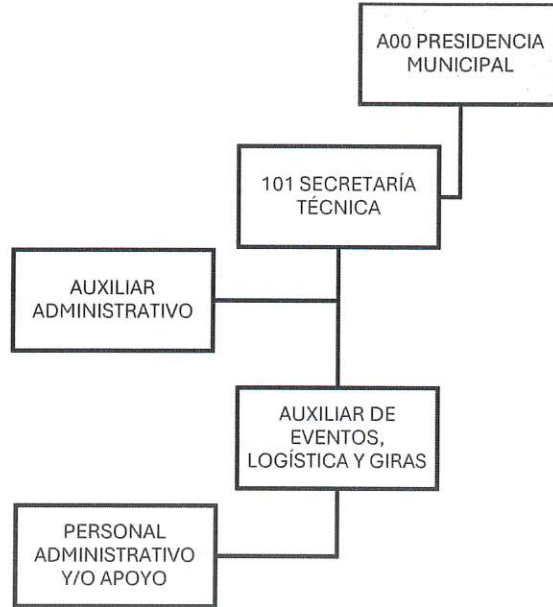 A00 PRESIDENCIA
MUNICIPAL
101 SECRETARÍA
TÉCNICA
AUXILIAR
ADMINISTRATIVO
AUXILIAR DE
EVENTOS,
LOGÍSTICA Y GIRAS
PERSONAL
ADMINISTRATIVO
Y/O APOYO